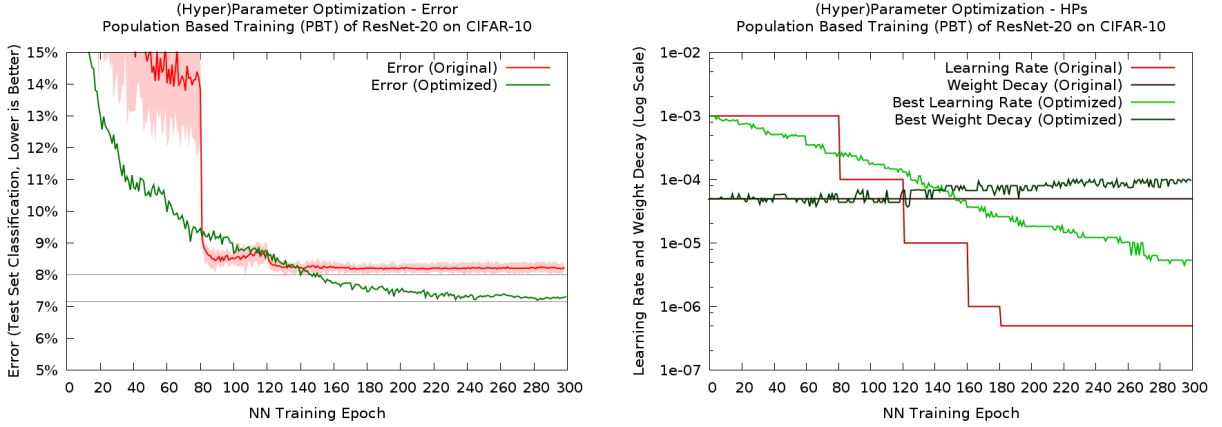 (Hyper)Parameter Optimization - Error
Population Based Training (PBT) of ResNet-20 on CIFAR-10
Error (Test Set Classification, Lower is Better)
15%
14%
13%
12%
11%
10%
9%
8%
7%
6%
5%
Error (Original)
Error (Optimized)
0 20 40 60 80 100 120 140 160 180 200 220 240 260 280 300
NN Training Epoch
(Hyper)Parameter Optimization - HPs
Population Based Training (PBT) of ResNet-20 on CIFAR-10
Learning Rate and Weight Decay (Log Scale)
1e-02
1e-03
1e-04
1e-05
1e-06
1e-07
Learning Rate (Original)
Weight Decay (Original)
Best Learning Rate (Optimized)
Best Weight Decay (Optimized)
0 20 40 60 80 100 120 140 160 180 200 220 240 260 280 300
NN Training Epoch